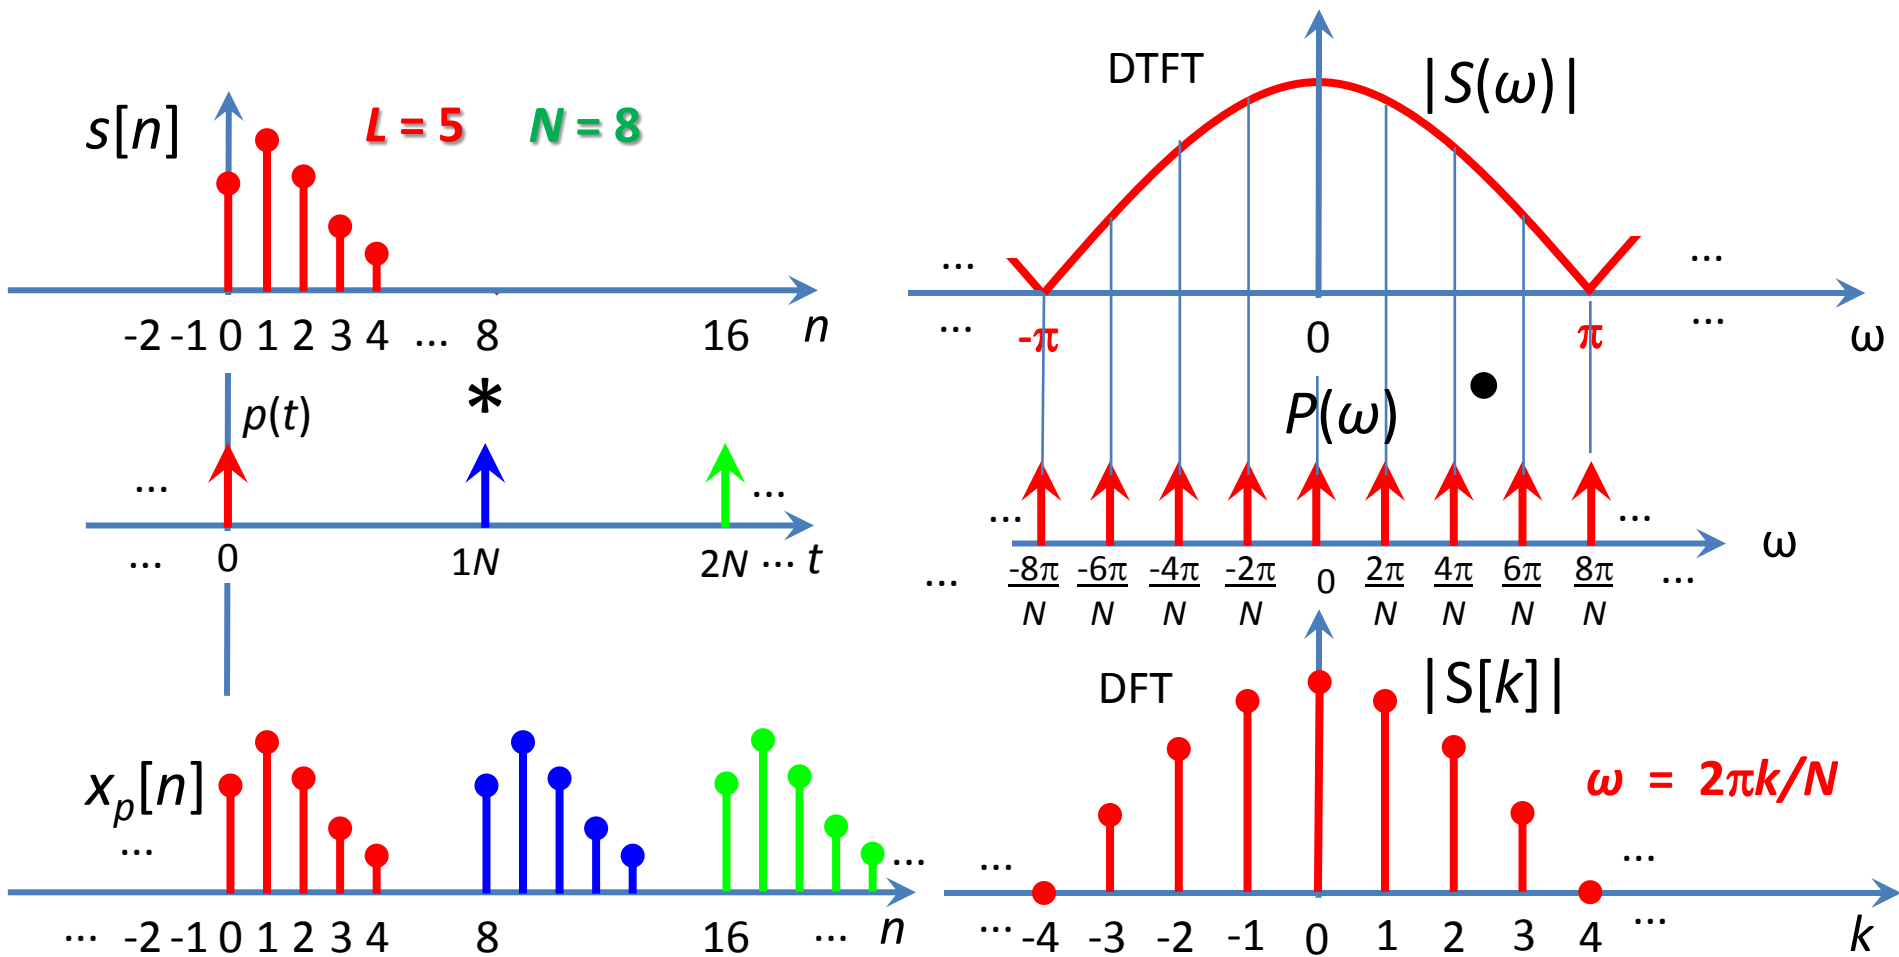 s[n]
L = 5 N = 8
-2 -1 0 1 2 3 4 ... 8 16 n
*
p(t)
... ...
... 0 1N 2N ... t
xₚ[n]
... ...
... -2 -1 0 1 2 3 4 8 16 ... n
DTFT |S(ω)|
... ...
... -π 0 π ... ω
P(ω) •
... ... ω
... -8π/N -6π/N -4π/N -2π/N 0 2π/N 4π/N 6π/N 8π/N ...
DFT |S[k]|
ω = 2πk/N
... ...
... -4 -3 -2 -1 0 1 2 3 4 ... k